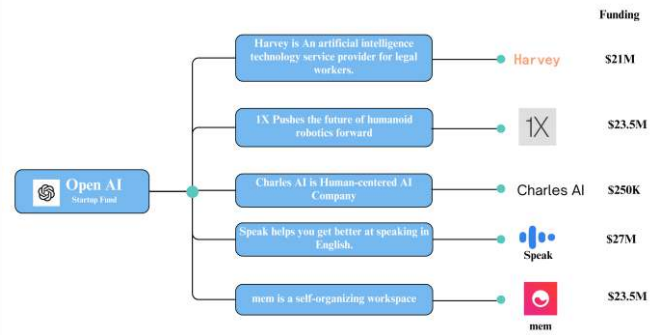 Funding
Harvey is An artificial intelligence
technology service provider for legal
workers.
Harvey
$21M
1X Pushes the future of humanoid
robotics forward
1X
$23.5M
Open AI
Startup Fund
Charles AI is Human-centered AI
Company
Charles AI
$250K
Speak helps you get better at speaking in
English.
Speak
$27M
mem is a self-organizing workspace
mem
$23.5M